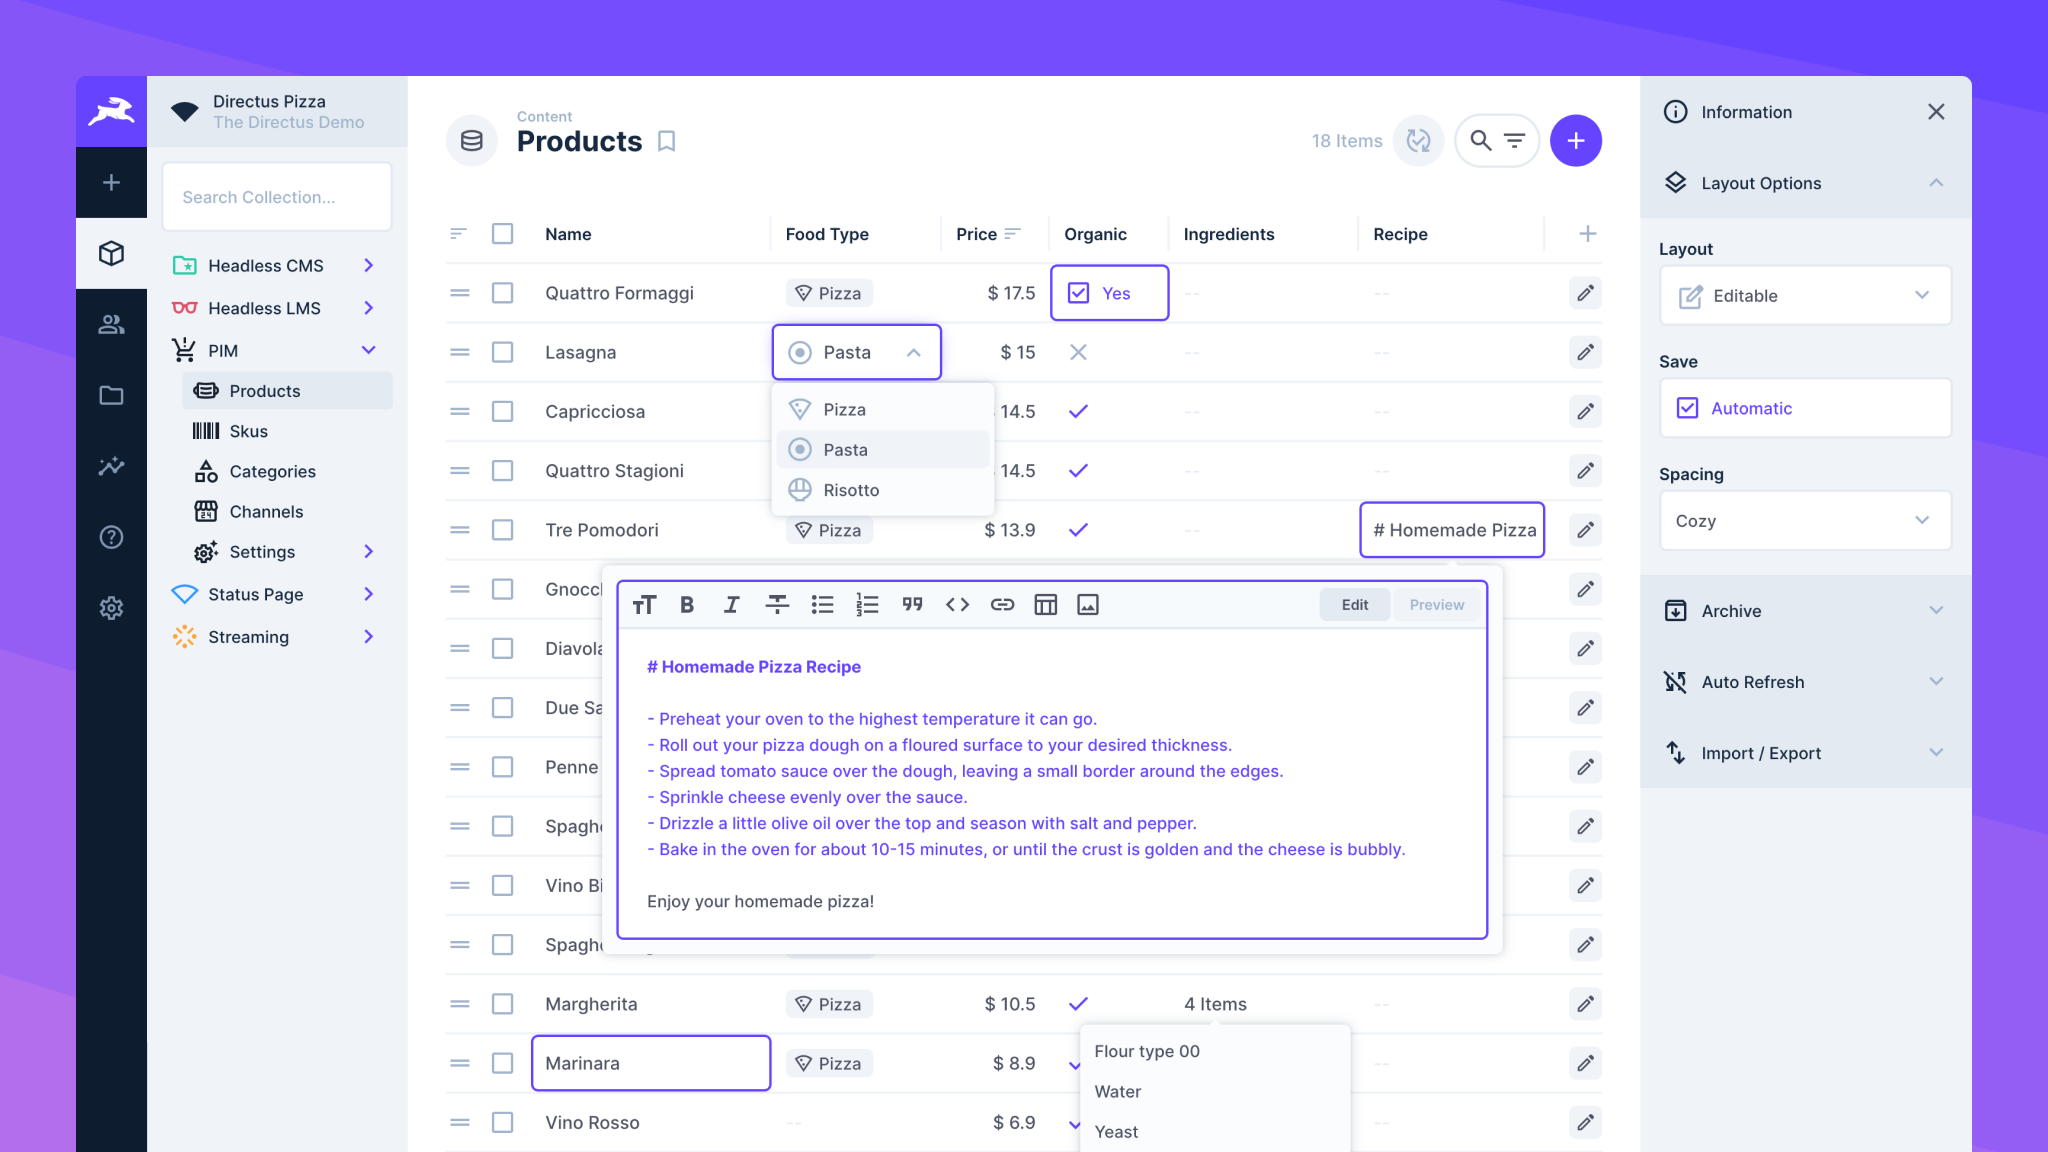 Directus Pizza
The Directus Demo
Search Collection...
Headless CMS
Headless LMS
PIM
Products
Skus
Categories
Channels
Settings
Status Page
Streaming
Content
Products
18 Items
Name Food Type Price Organic Ingredients Recipe
Quattro Formaggi Pizza $ 17.5 Yes -- --
Lasagna Pasta $ 15 -- --
Pizza
Pasta
Risotto
Capricciosa 14.5 -- --
Quattro Stagioni 14.5 -- --
Tre Pomodori Pizza $ 13.9 -- # Homemade Pizza
Gnocc
Diavola
Due Sa
Penne
Spagh
Vino Bi
Spagh
Edit Preview
# Homemade Pizza Recipe
- Preheat your oven to the highest temperature it can go.
- Roll out your pizza dough on a floured surface to your desired thickness.
- Spread tomato sauce over the dough, leaving a small border around the edges.
- Sprinkle cheese evenly over the sauce.
- Drizzle a little olive oil over the top and season with salt and pepper.
- Bake in the oven for about 10-15 minutes, or until the crust is golden and the cheese is bubbly.
Enjoy your homemade pizza!
Margherita Pizza $ 10.5 4 Items --
Marinara Pizza $ 8.9 --
Vino Rosso -- $ 6.9 --
Flour type 00
Water
Yeast
Information
Layout Options
Layout
Editable
Save
Automatic
Spacing
Cozy
Archive
Auto Refresh
Import / Export